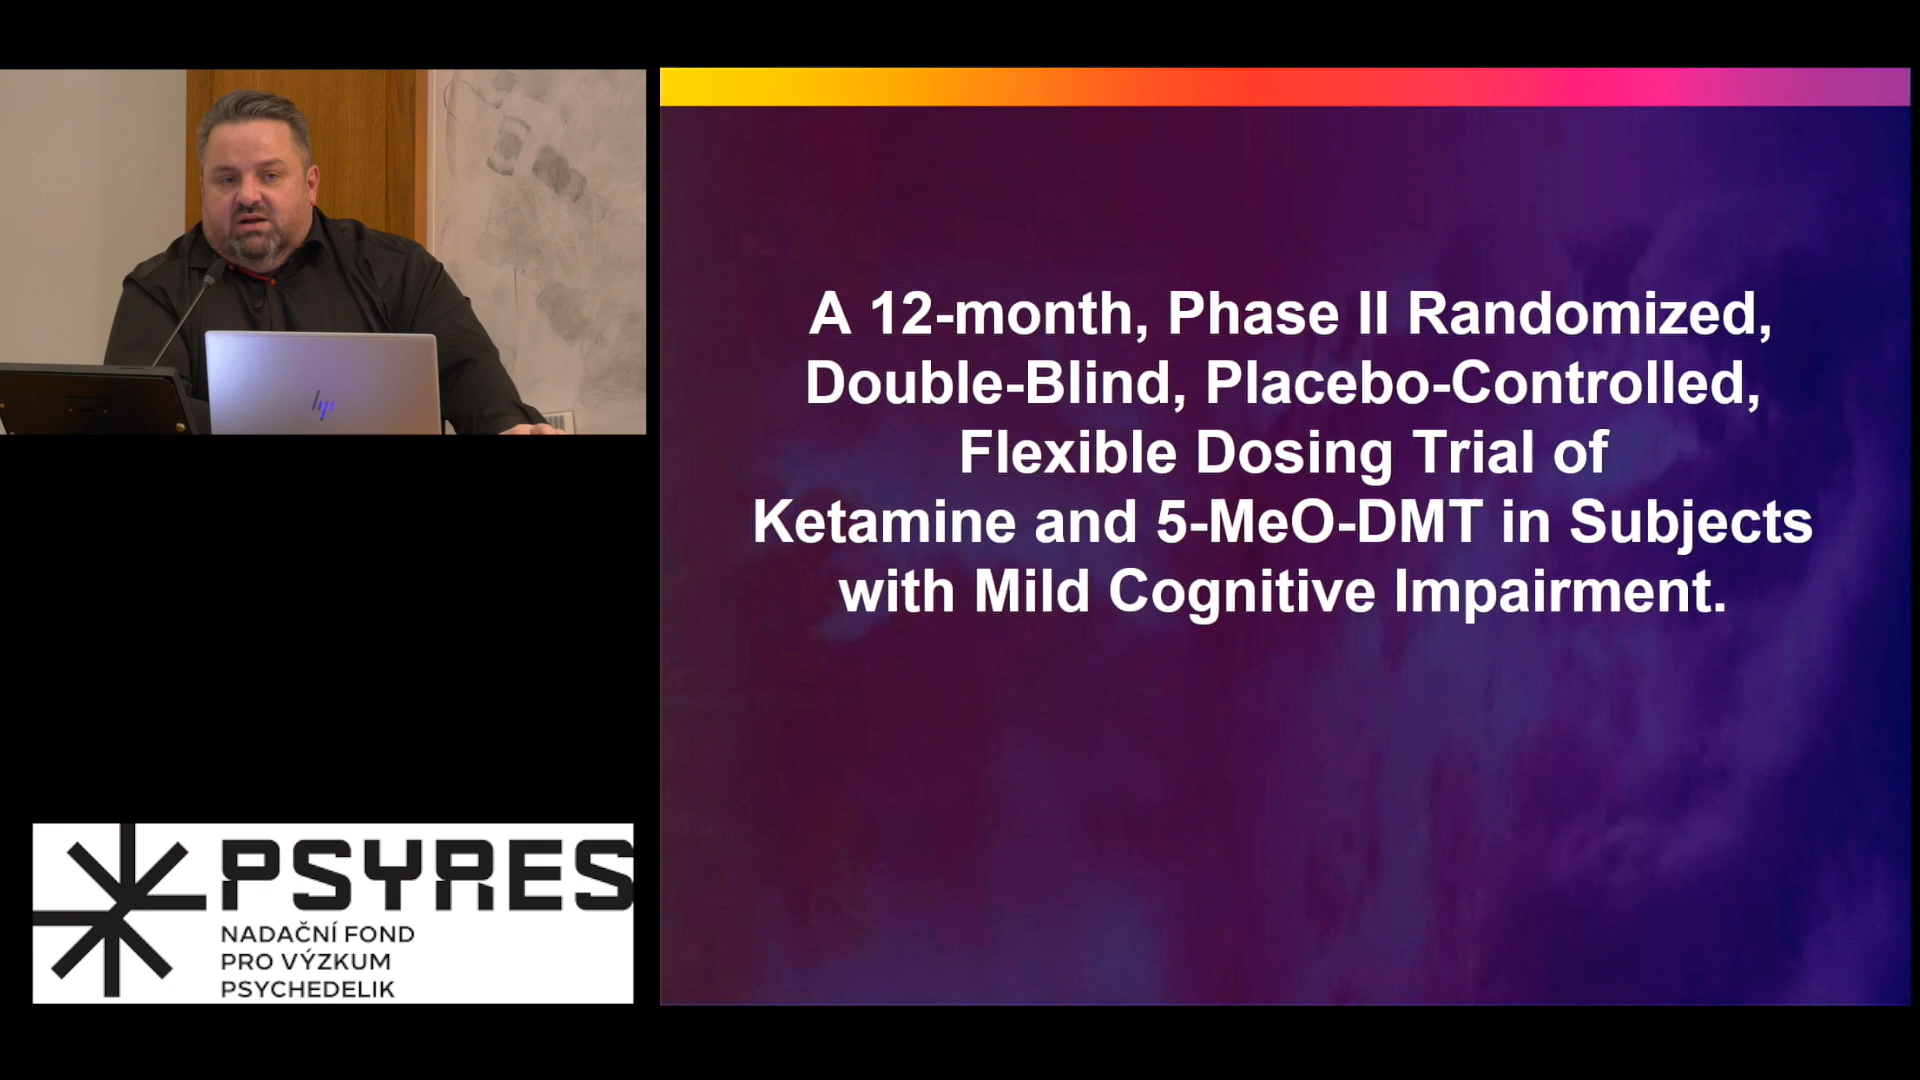 A 12-month, Phase II Randomized,
Double-Blind, Placebo-Controlled,
Flexible Dosing Trial of
Ketamine and 5-MeO-DMT in Subjects
with Mild Cognitive Impairment.
hp
PSYRES
NADAČNÍ FOND
PRO VÝZKUM
PSYCHEDELIK